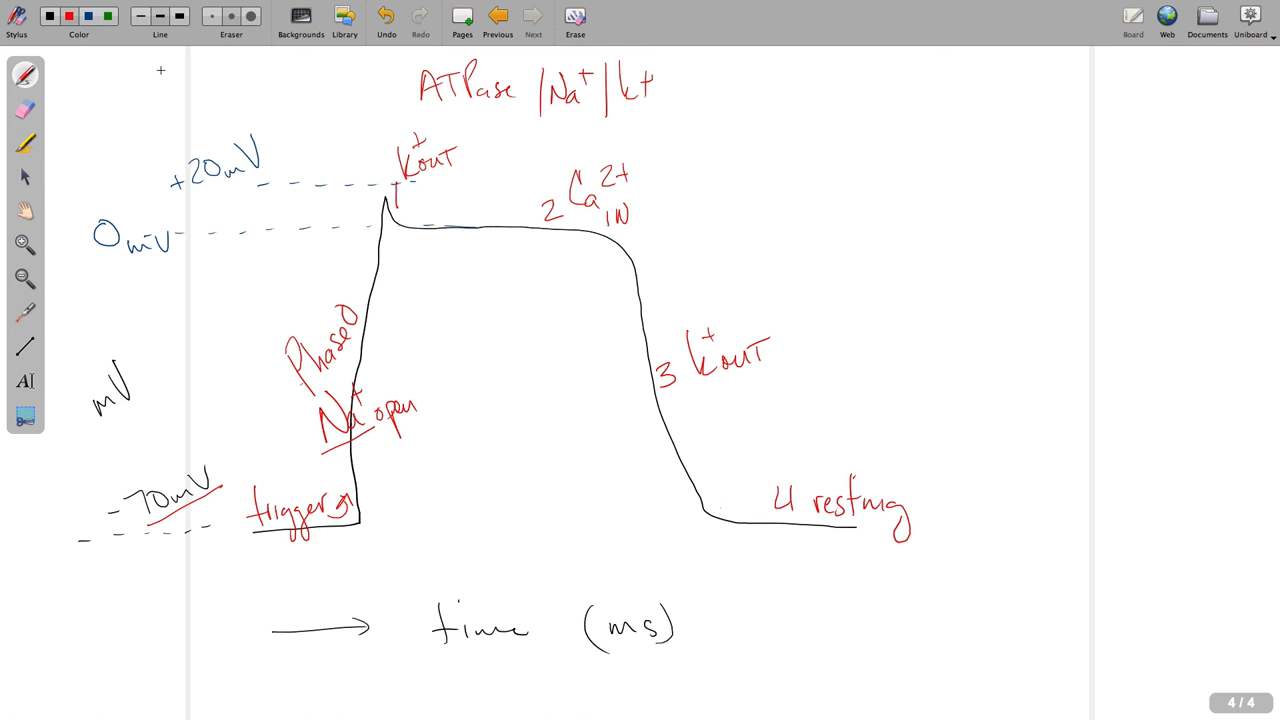 Stylus
Color
Line
Eraser
Backgrounds
Library
Undo
Redo
Pages
Previous
Next
Erase
Board
Web
Documents
Uniboard
ATPase |Na+| K+
+20mV
K+ out
2 Ca2+ IN
0mV
Phase 0
Na+ open
3 K+ out
mV
-70mV
trigger
4 resting
time (ms)
4 / 4